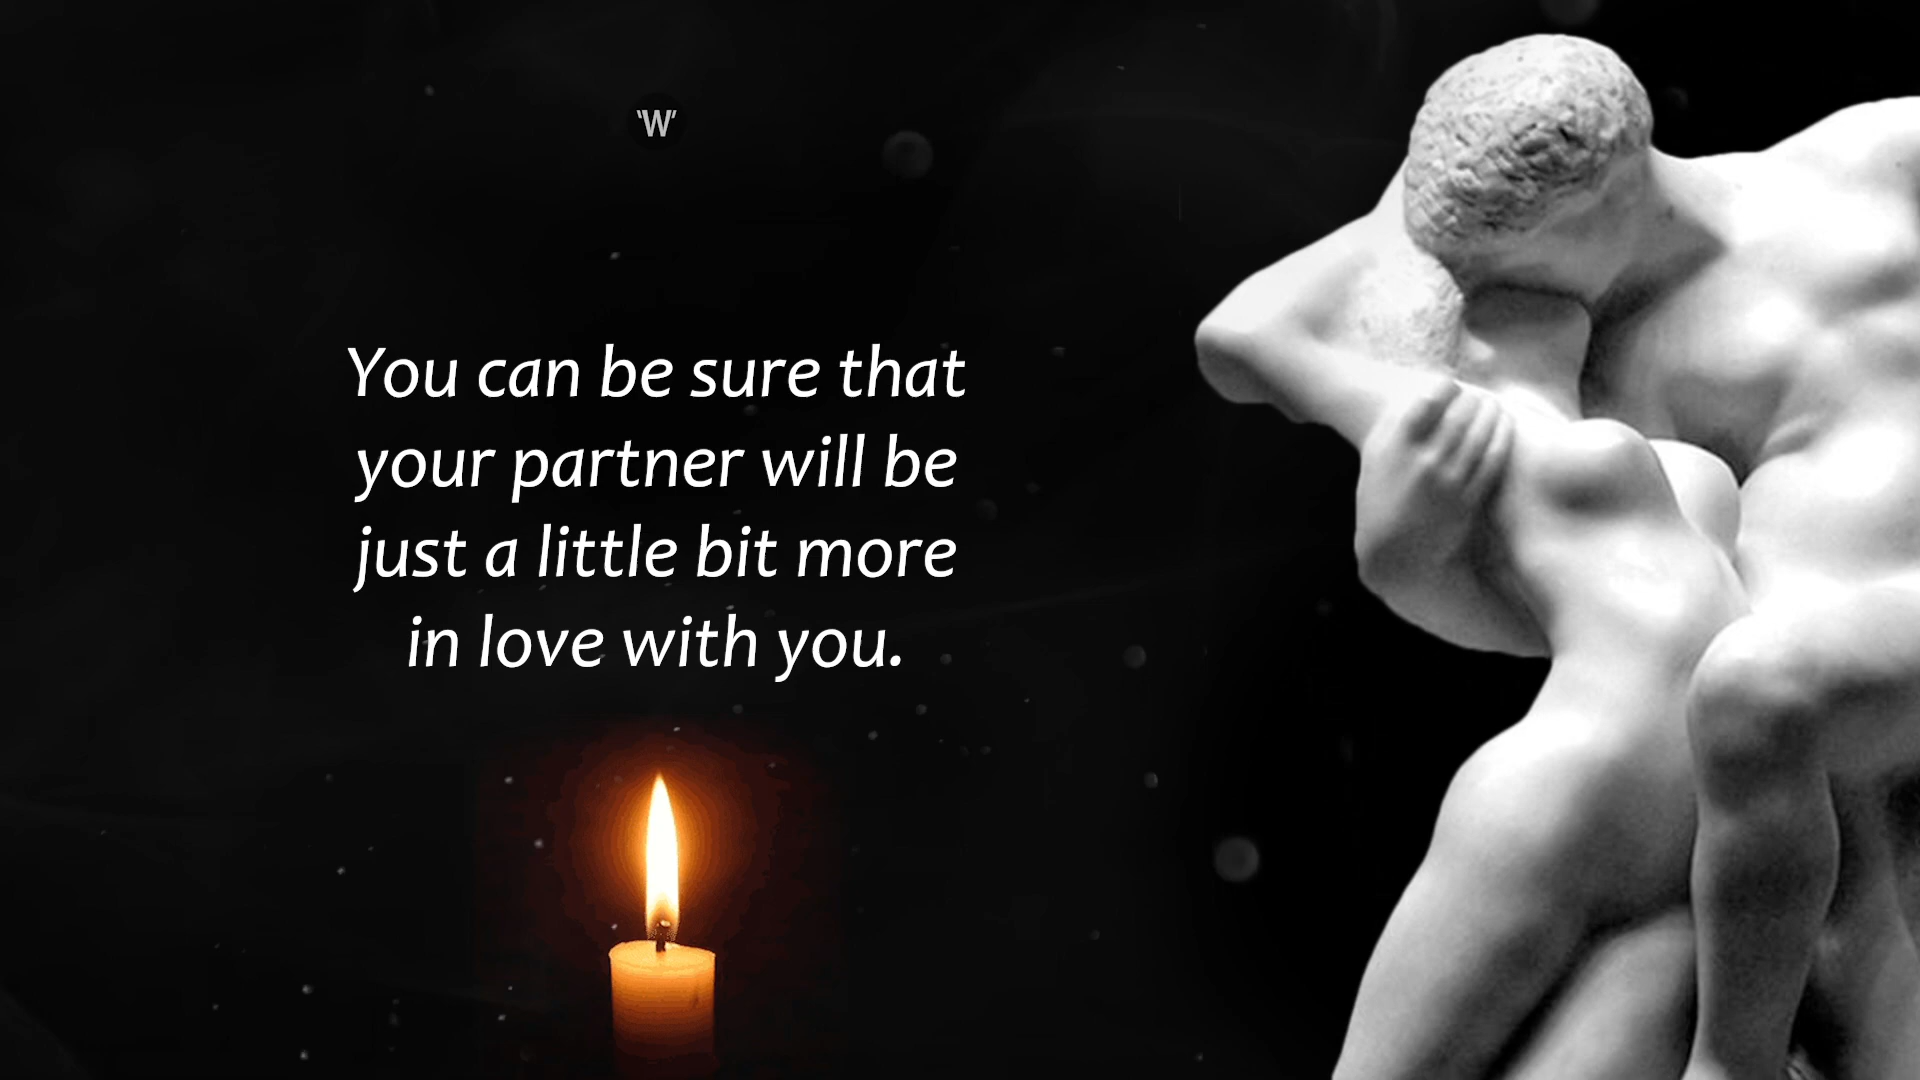 'W'
You can be sure that
your partner will be
just a little bit more
in love with you.